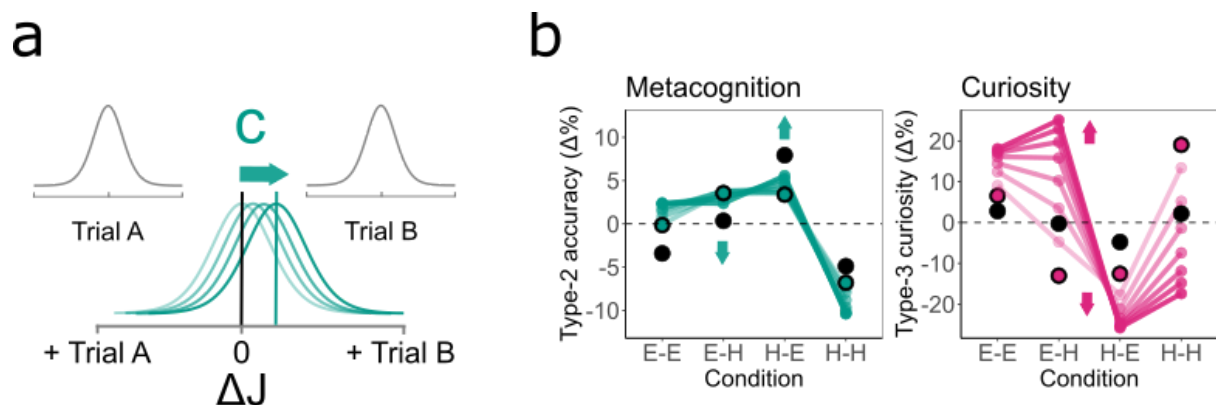 a
C
Trial A
Trial B
+ Trial A
0
+ Trial B
ΔJ
b
Metacognition
Type-2 accuracy (Δ%)
10
5
0
-5
-10
E-E
E-H
H-E
H-H
Condition
Curiosity
Type-3 curiosity (Δ%)
20
10
0
-10
-20
E-E
E-H
H-E
H-H
Condition